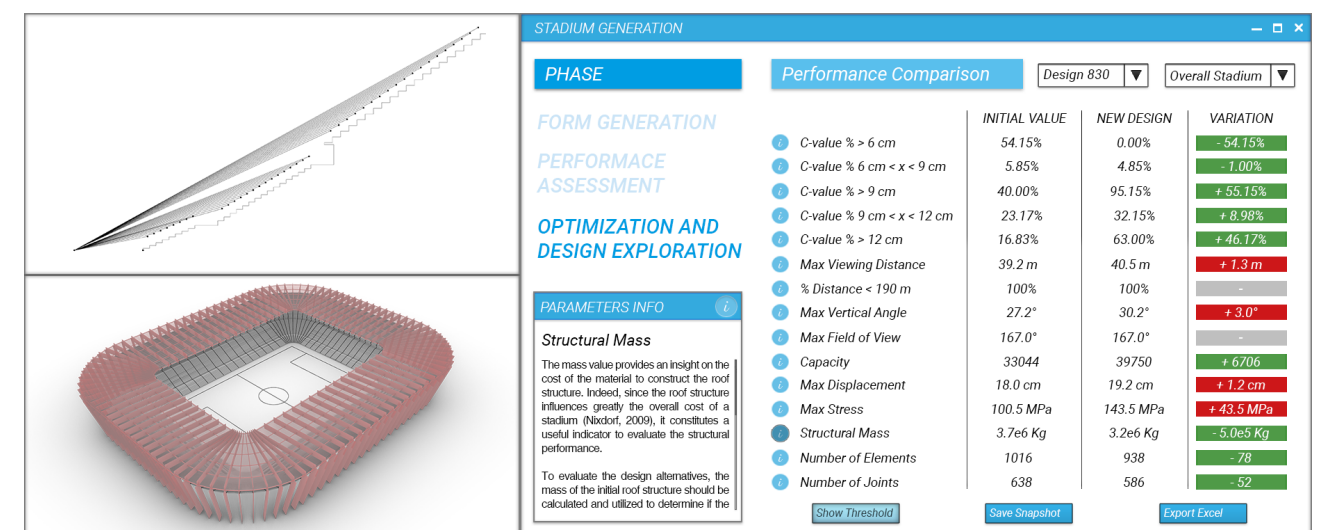 STADIUM GENERATION
PHASE
FORM GENERATION
PERFORMACE
ASSESSMENT
OPTIMIZATION AND
DESIGN EXPLORATION
PARAMETERS INFO i
Structural Mass
The mass value provides an insight on the
cost of the material to construct the roof
structure. Indeed, since the roof structure
influences greatly the overall cost of a
stadium (Nixdorf, 2009), it constitutes a
useful indicator to evaluate the structural
performance.
To evaluate the design alternatives, the
mass of the initial roof structure should be
calculated and utilized to determine if the
Performance Comparison Design 830 Overall Stadium
INITIAL VALUE NEW DESIGN VARIATION
i C-value % > 6 cm 54.15% 0.00% - 54.15%
i C-value % 6 cm < x < 9 cm 5.85% 4.85% - 1.00%
i C-value % > 9 cm 40.00% 95.15% + 55.15%
i C-value % 9 cm < x < 12 cm 23.17% 32.15% + 8.98%
i C-value % > 12 cm 16.83% 63.00% + 46.17%
i Max Viewing Distance 39.2 m 40.5 m + 1.3 m
i % Distance < 190 m 100% 100% -
i Max Vertical Angle 27.2° 30.2° + 3.0°
i Max Field of View 167.0° 167.0° -
i Capacity 33044 39750 + 6706
i Max Displacement 18.0 cm 19.2 cm + 1.2 cm
i Max Stress 100.5 MPa 143.5 MPa + 43.5 MPa
i Structural Mass 3.7e6 Kg 3.2e6 Kg - 5.0e5 Kg
i Number of Elements 1016 938 - 78
i Number of Joints 638 586 - 52
Show Threshold Save Snapshot Export Excel